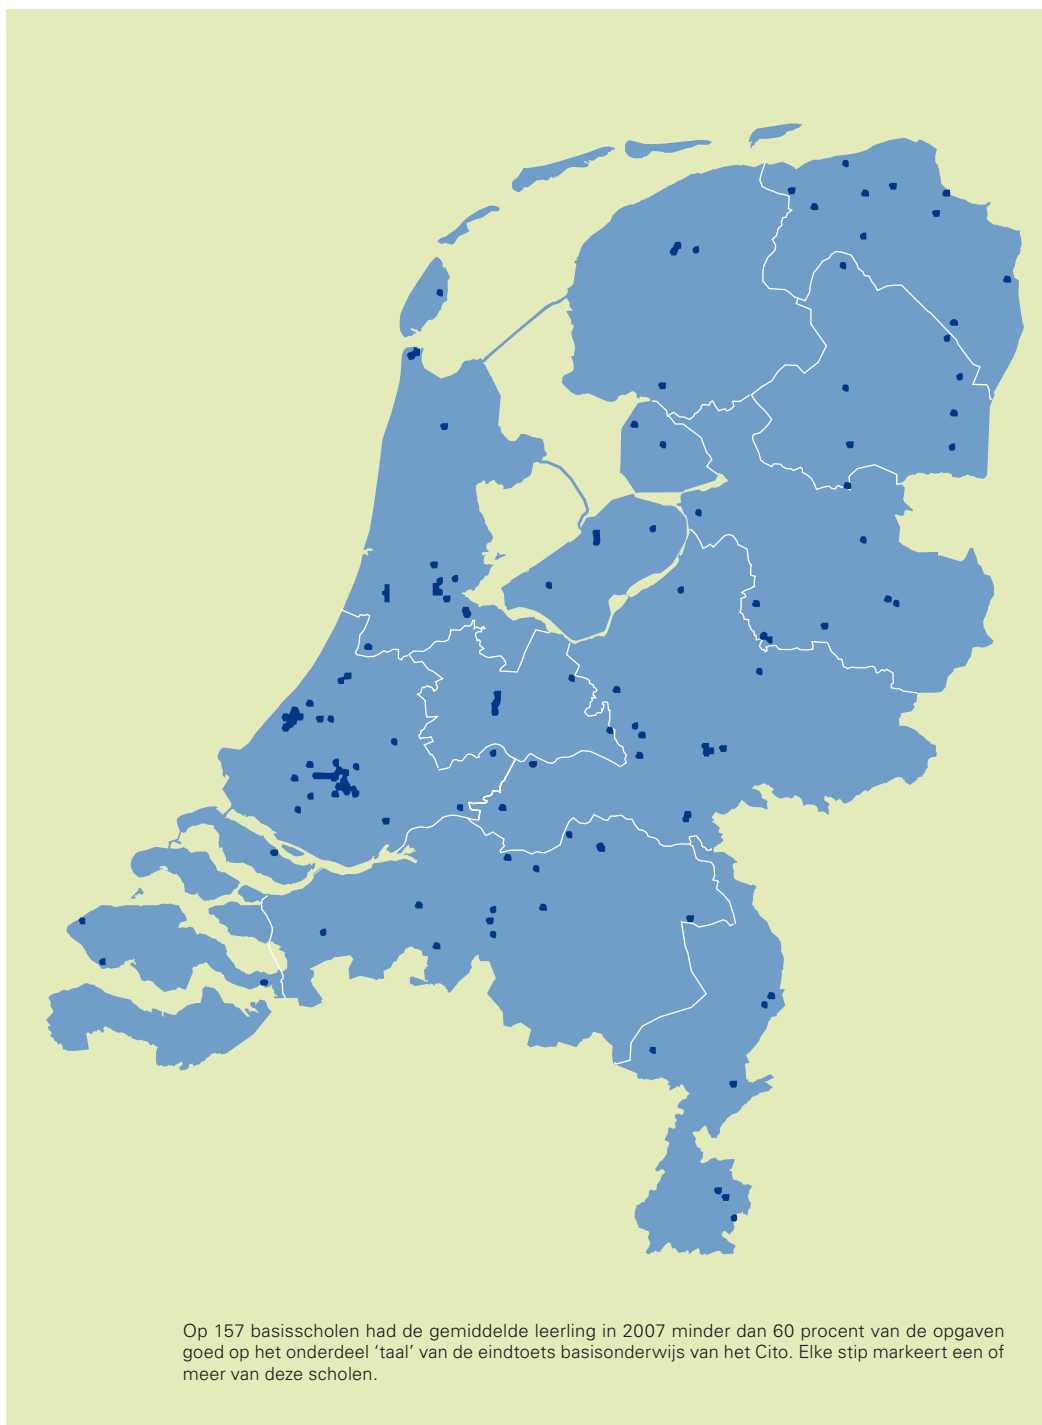 Op 157 basisscholen had de gemiddelde leerling in 2007 minder dan 60 procent van de opgaven
goed op het onderdeel ‘taal’ van de eindtoets basisonderwijs van het Cito. Elke stip markeert een of
meer van deze scholen.